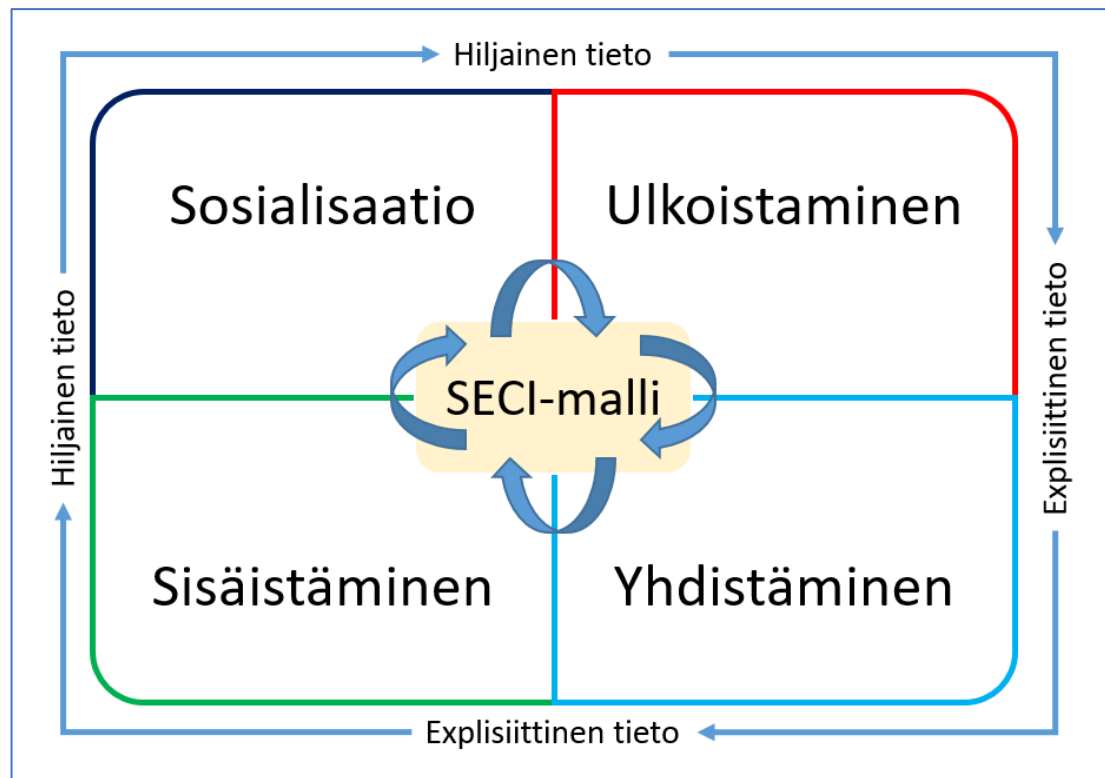 Hiljainen tieto
Sosialisaatio
Ulkoistaminen
Hiljainen tieto
SECI-malli
Explisiittinen tieto
Sisäistäminen
Yhdistäminen
Explisiittinen tieto